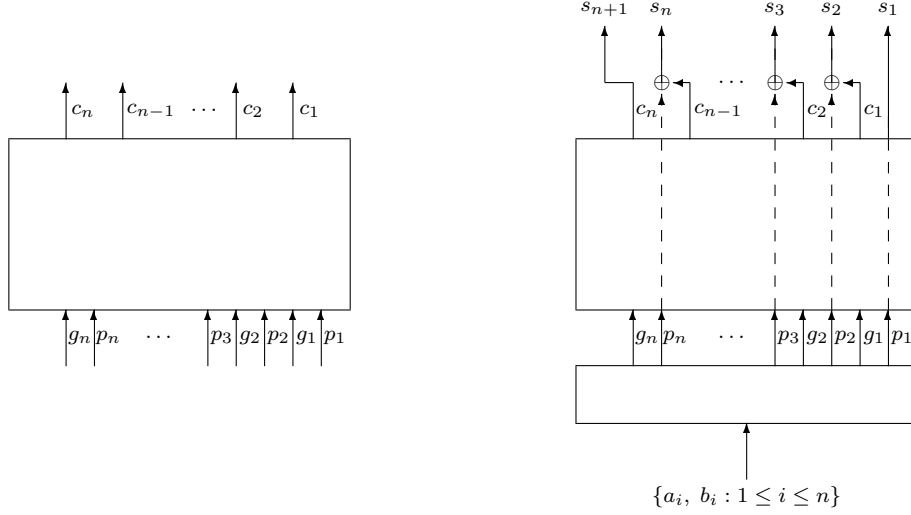 s_{n+1} s_n s_3 s_2 s_1
c_n c_{n−1} ⋯ c_2 c_1
⋯
c_n c_{n−1} c_2 c_1
g_n p_n ⋯ p_3 g_2 p_2 g_1 p_1
g_n p_n ⋯ p_3 g_2 p_2 g_1 p_1
{a_i, b_i : 1 ≤ i ≤ n}